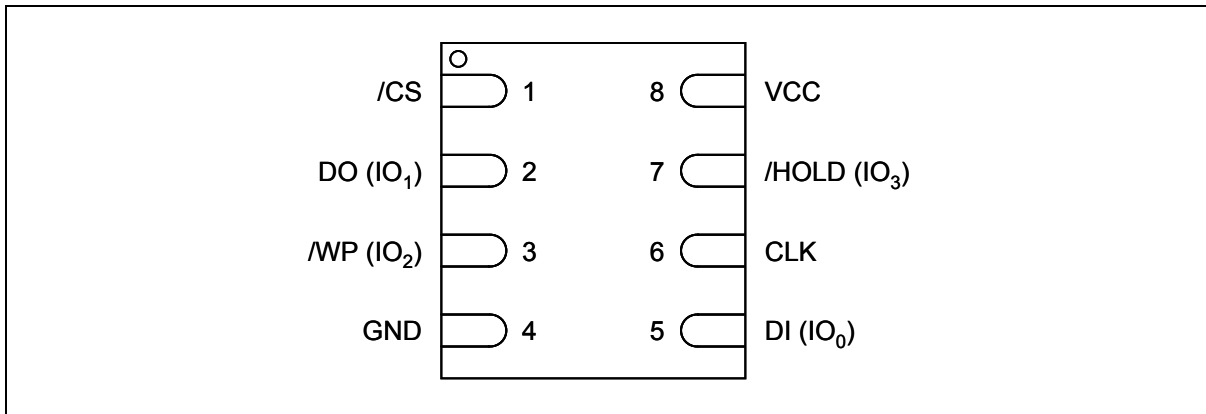 /CS 1 8 VCC
DO (IO₁) 2 7 /HOLD (IO₃)
/WP (IO₂) 3 6 CLK
GND 4 5 DI (IO₀)